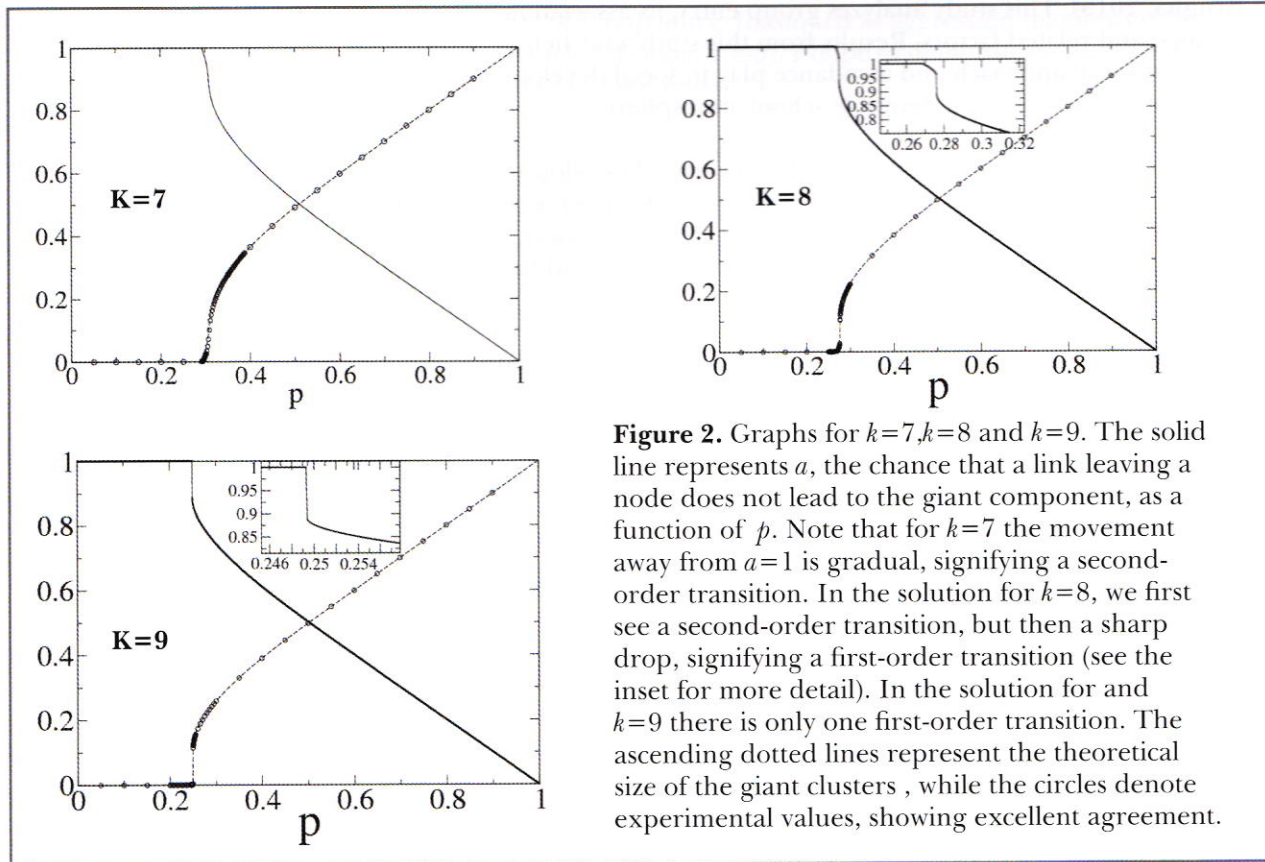 1
0.8
0.6
0.4
0.2
0
K=7
0 0.2 0.4 0.6 0.8 1
p
1
0.8
0.6
0.4
0.2
0
K=8
1
0.95
0.9
0.85
0.8
0.26 0.28 0.3 0.32
0 0.2 0.4 0.6 0.8 1
p
1
0.8
0.6
0.4
0.2
0
K=9
0.95
0.9
0.85
0.246 0.25 0.254
0 0.2 0.4 0.6 0.8 1
p
Figure 2. Graphs for k=7,k=8 and k=9. The solid
line represents a, the chance that a link leaving a
node does not lead to the giant component, as a
function of p. Note that for k=7 the movement
away from a=1 is gradual, signifying a second-
order transition. In the solution for k=8, we first
see a second-order transition, but then a sharp
drop, signifying a first-order transition (see the
inset for more detail). In the solution for and
k=9 there is only one first-order transition. The
ascending dotted lines represent the theoretical
size of the giant clusters , while the circles denote
experimental values, showing excellent agreement.